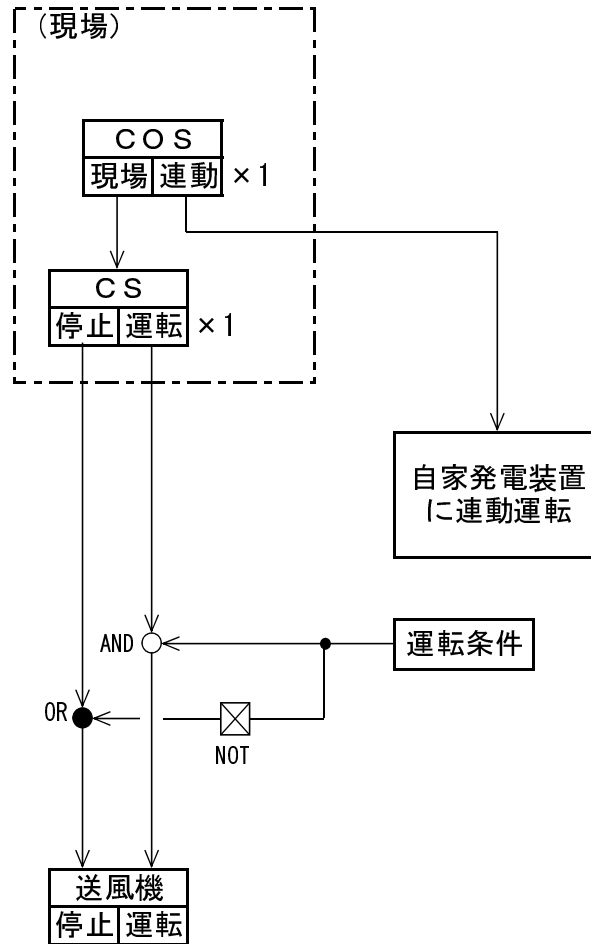 （現場）
ＣＯＳ
現場 連動 ×1
ＣＳ
停止 運転 ×1
自家発電装置
に連動運転
AND
運転条件
OR
NOT
送風機
停止 運転